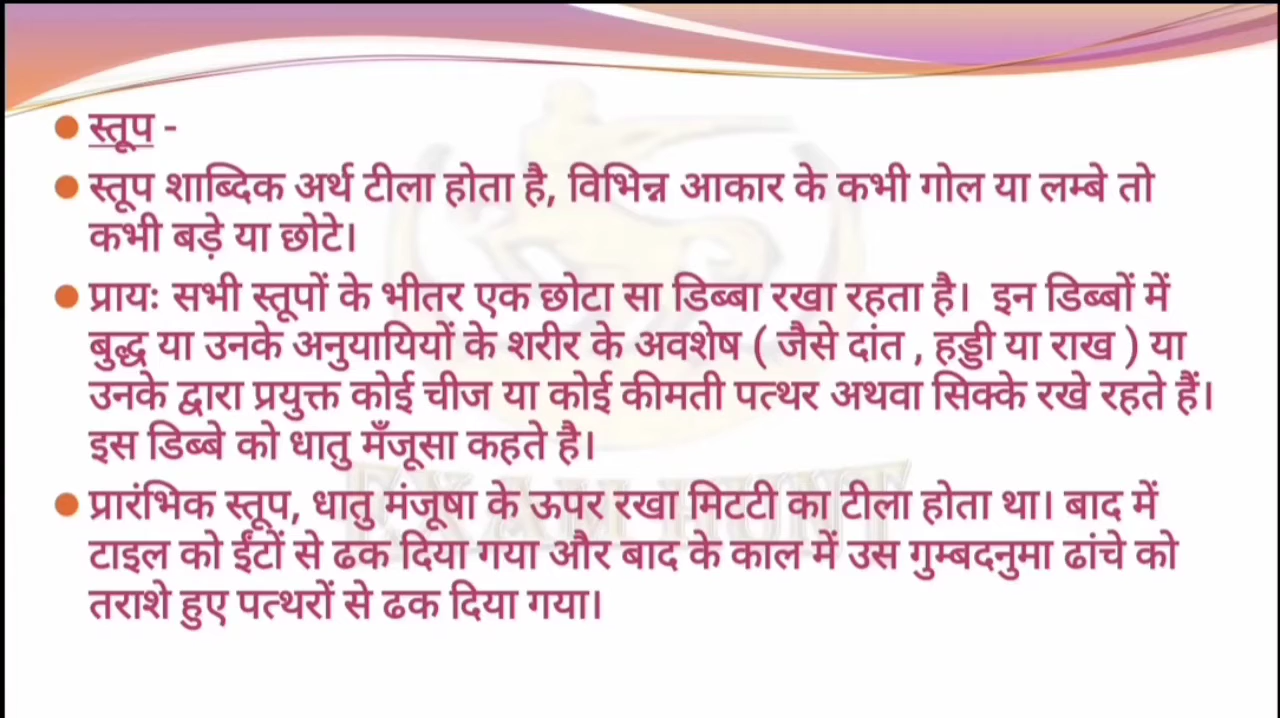 स्तूप -
स्तूप शाब्दिक अर्थ टीला होता है, विभिन्न आकार के कभी गोल या लम्बे तो
कभी बड़े या छोटे।
प्रायः सभी स्तूपों के भीतर एक छोटा सा डिब्बा रखा रहता है। इन डिब्बों में
बुद्ध या उनके अनुयायियों के शरीर के अवशेष ( जैसे दांत , हड्डी या राख ) या
उनके द्वारा प्रयुक्त कोई चीज या कोई कीमती पत्थर अथवा सिक्के रखे रहते हैं।
इस डिब्बे को धातु मँजूसा कहते है।
प्रारंभिक स्तूप, धातु मंजूषा के ऊपर रखा मिटटी का टीला होता था। बाद में
टाइल को ईंटों से ढक दिया गया और बाद के काल में उस गुम्बदनुमा ढांचे को
तराशे हुए पत्थरों से ढक दिया गया।
EXAM HUNT